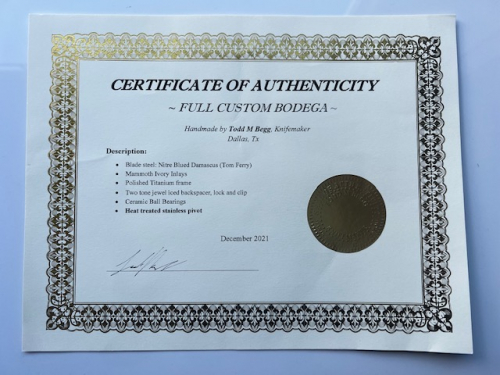 CERTIFICATE OF AUTHENTICITY
~ FULL CUSTOM BODEGA ~
Handmade by Todd M Begg, Knifemaker
Dallas, Tx
Description:
• Blade steel: Nitre Blued Damascus (Tom Ferry)
• Mammoth Ivory Inlays
• Polished Titanium frame
• Two tone jewel ioed backspacer, lock and clip
• Ceramic Ball Bearings
• Heat treated stainless pivot
December 2021